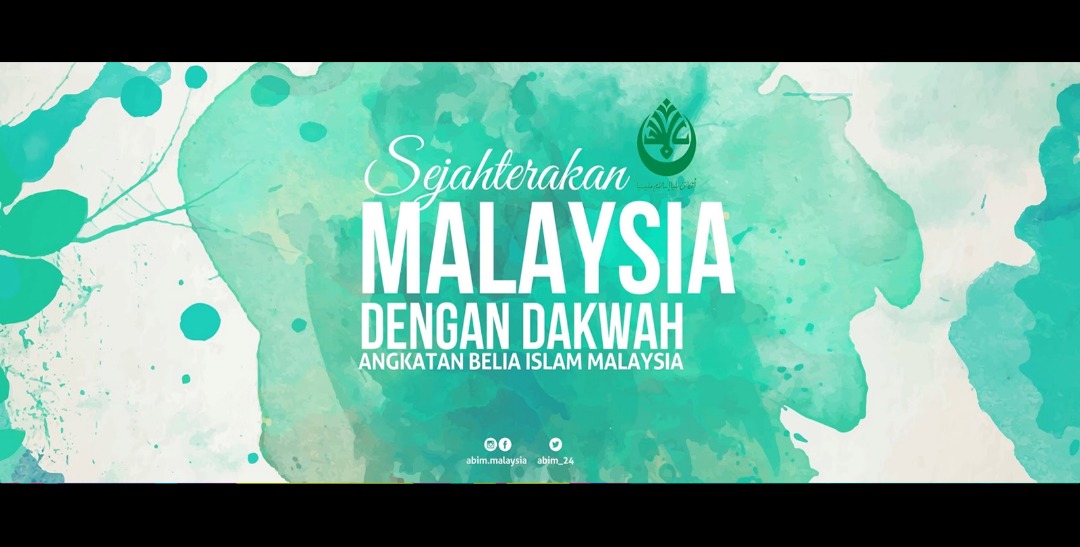 Sejahterakan
MALAYSIA
DENGAN DAKWAH
ANGKATAN BELIA ISLAM MALAYSIA
abim.malaysia abim_24